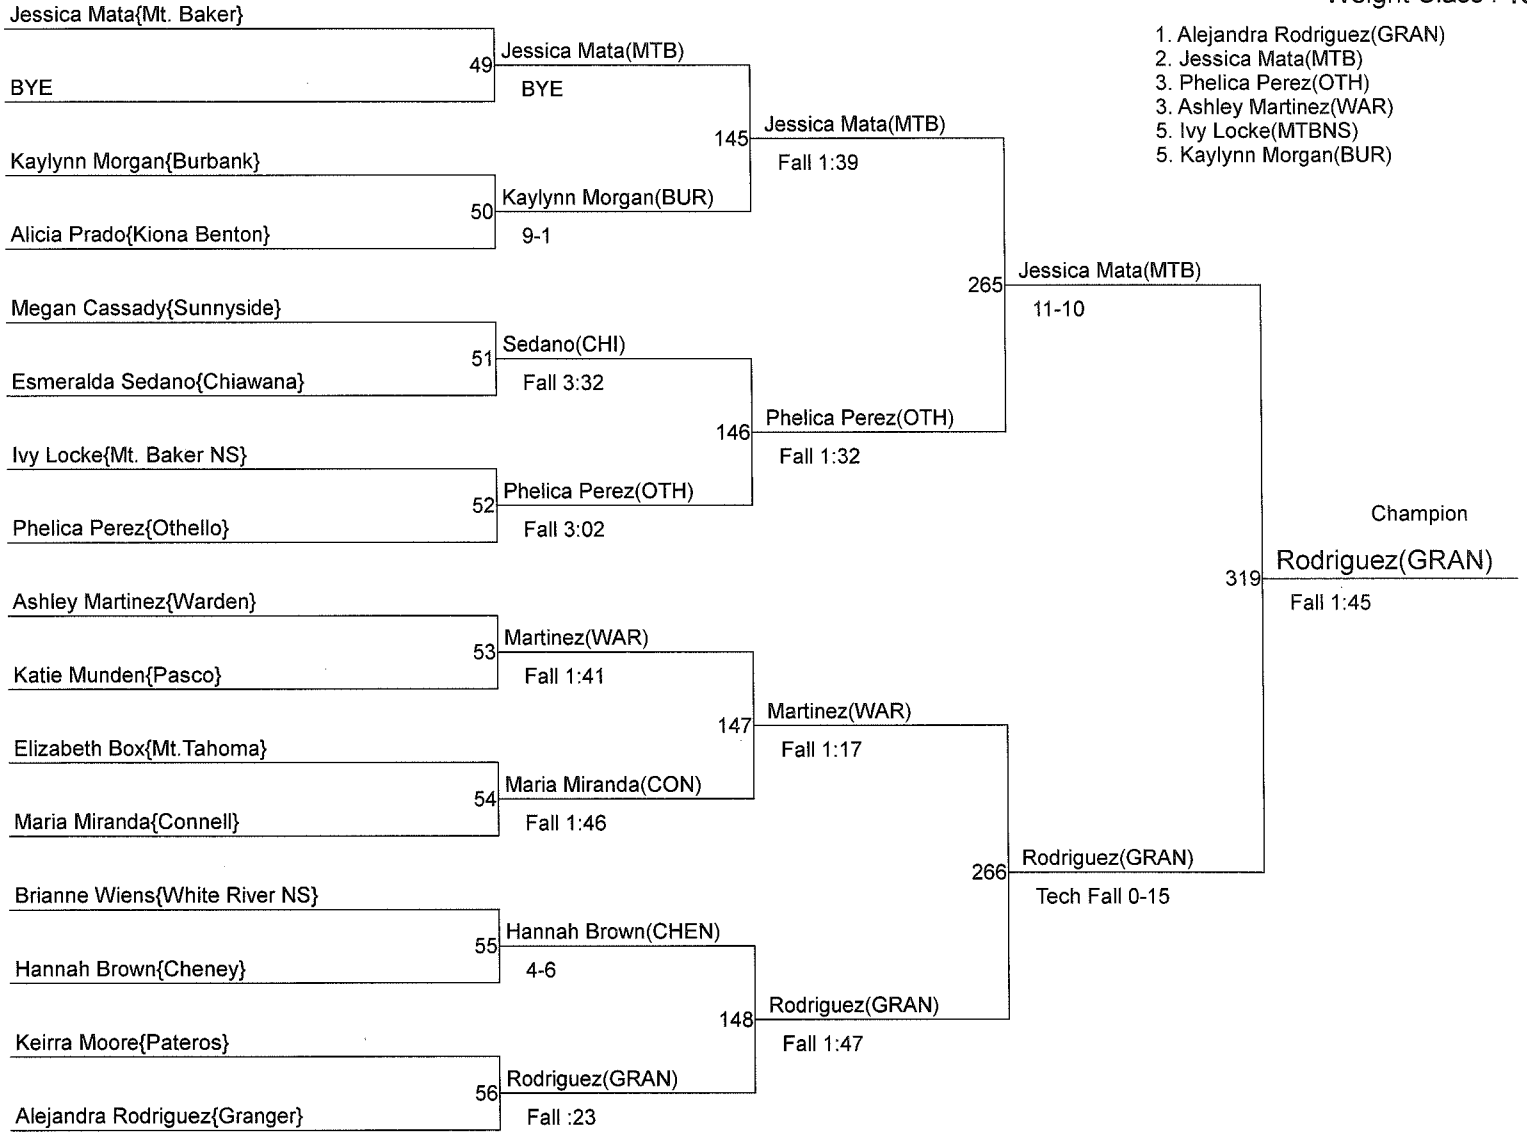 Jessica Mata{Mt. Baker}
BYE
49
Jessica Mata(MTB)
BYE
Kaylynn Morgan{Burbank}
Alicia Prado{Kiona Benton}
50
Kaylynn Morgan(BUR)
9-1
145
Jessica Mata(MTB)
Fall 1:39
Megan Cassady{Sunnyside}
Esmeralda Sedano{Chiawana}
51
Sedano(CHI)
Fall 3:32
Ivy Locke{Mt. Baker NS}
Phelica Perez{Othello}
52
Phelica Perez(OTH)
Fall 3:02
146
Phelica Perez(OTH)
Fall 1:32
265
Jessica Mata(MTB)
11-10
Ashley Martinez{Warden}
Katie Munden{Pasco}
53
Martinez(WAR)
Fall 1:41
Elizabeth Box{Mt.Tahoma}
Maria Miranda{Connell}
54
Maria Miranda(CON)
Fall 1:46
147
Martinez(WAR)
Fall 1:17
Brianne Wiens{White River NS}
Hannah Brown{Cheney}
55
Hannah Brown(CHEN)
4-6
Keirra Moore{Pateros}
Alejandra Rodriguez{Granger}
56
Rodriguez(GRAN)
Fall :23
148
Rodriguez(GRAN)
Fall 1:47
266
Rodriguez(GRAN)
Tech Fall 0-15
319
Champion
Rodriguez(GRAN)
Fall 1:45
1. Alejandra Rodriguez(GRAN)
2. Jessica Mata(MTB)
3. Phelica Perez(OTH)
3. Ashley Martinez(WAR)
5. Ivy Locke(MTBNS)
5. Kaylynn Morgan(BUR)